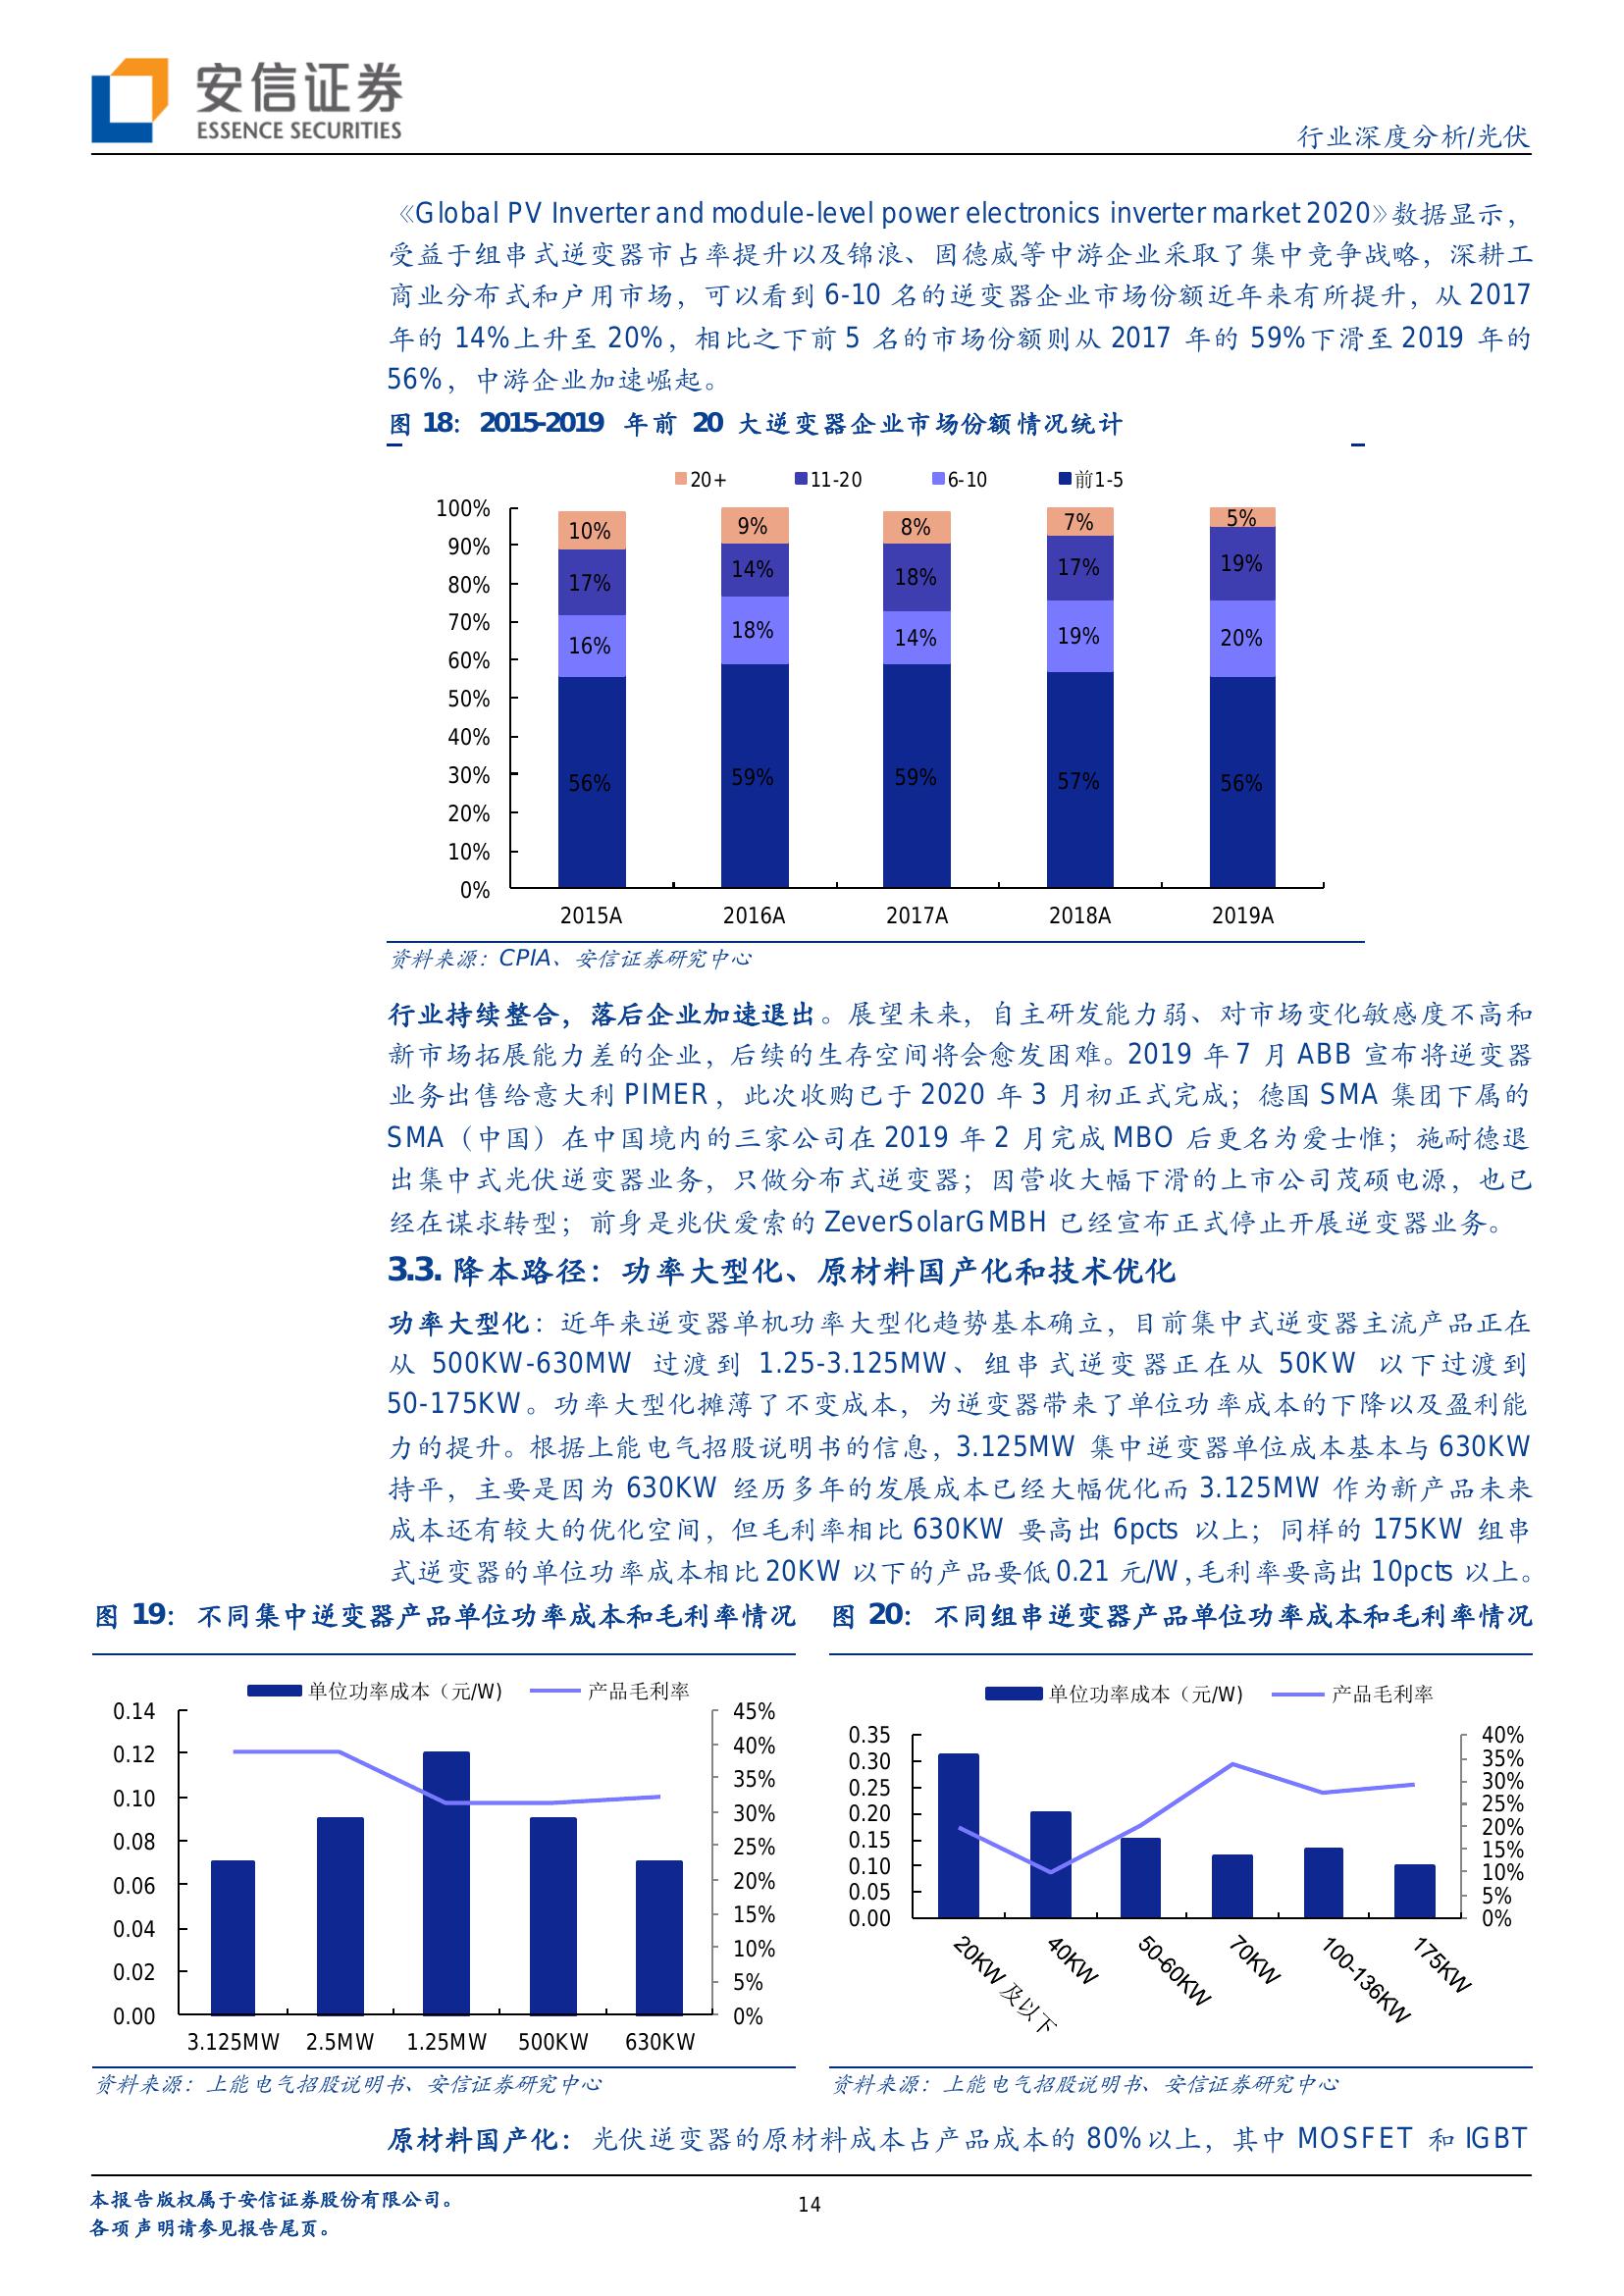 安信证券
ESSENCE SECURITIES
行业深度分析/光伏
《Global PV Inverter and module-level power electronics inverter market 2020》数据显示，
受益于组串式逆变器市占率提升以及锦浪、固德威等中游企业采取了集中竞争战略，深耕工
商业分布式和户用市场，可以看到 6-10 名的逆变器企业市场份额近年来有所提升，从 2017
年的 14%上升至 20%，相比之下前 5 名的市场份额则从 2017 年的 59%下滑至 2019 年的
56%，中游企业加速崛起。
图 18：2015-2019 年前 20 大逆变器企业市场份额情况统计
20+ 11-20 6-10 前1-5
100%
90%
80%
70%
60%
50%
40%
30%
20%
10%
0%
10% 9% 8% 7% 5%
17% 14% 18% 17% 19%
16% 18% 14% 19% 20%
56% 59% 59% 57% 56%
2015A 2016A 2017A 2018A 2019A
资料来源：CPIA、安信证券研究中心
行业持续整合，落后企业加速退出。展望未来，自主研发能力弱、对市场变化敏感度不高和
新市场拓展能力差的企业，后续的生存空间将会愈发困难。2019 年 7 月 ABB 宣布将逆变器
业务出售给意大利 PIMER，此次收购已于 2020 年 3 月初正式完成；德国 SMA 集团下属的
SMA（中国）在中国境内的三家公司在 2019 年 2 月完成 MBO 后更名为爱士惟；施耐德退
出集中式光伏逆变器业务，只做分布式逆变器；因营收大幅下滑的上市公司茂硕电源，也已
经在谋求转型；前身是兆伏爱索的 ZeverSolarGMBH 已经宣布正式停止开展逆变器业务。
3.3. 降本路径：功率大型化、原材料国产化和技术优化
功率大型化：近年来逆变器单机功率大型化趋势基本确立，目前集中式逆变器主流产品正在
从 500KW-630MW 过渡到 1.25-3.125MW、组串式逆变器正在从 50KW 以下过渡到
50-175KW。功率大型化摊薄了不变成本，为逆变器带来了单位功率成本的下降以及盈利能
力的提升。根据上能电气招股说明书的信息，3.125MW 集中逆变器单位成本基本与 630KW
持平，主要是因为 630KW 经历多年的发展成本已经大幅优化而 3.125MW 作为新产品未来
成本还有较大的优化空间，但毛利率相比 630KW 要高出 6pcts 以上；同样的 175KW 组串
式逆变器的单位功率成本相比 20KW 以下的产品要低 0.21 元/W，毛利率要高出 10pcts 以上。
图 19：不同集中逆变器产品单位功率成本和毛利率情况
单位功率成本（元/W） 产品毛利率
0.14 45%
0.12 40%
0.10 35%
0.08 30%
0.06 25%
0.04 20%
0.02 15%
0.00 10%
5%
0%
3.125MW 2.5MW 1.25MW 500KW 630KW
资料来源：上能电气招股说明书、安信证券研究中心
图 20：不同组串逆变器产品单位功率成本和毛利率情况
单位功率成本（元/W） 产品毛利率
0.35 40%
0.30 35%
0.25 30%
0.20 25%
0.15 20%
0.10 15%
0.05 10%
0.00 5%
0%
20KW 及以下 40KW 50-60KW 70KW 100-136KW 175KW
资料来源：上能电气招股说明书、安信证券研究中心
原材料国产化：光伏逆变器的原材料成本占产品成本的 80%以上，其中 MOSFET 和 IGBT
本报告版权属于安信证券股份有限公司。
各项声明请参见报告尾页。
14